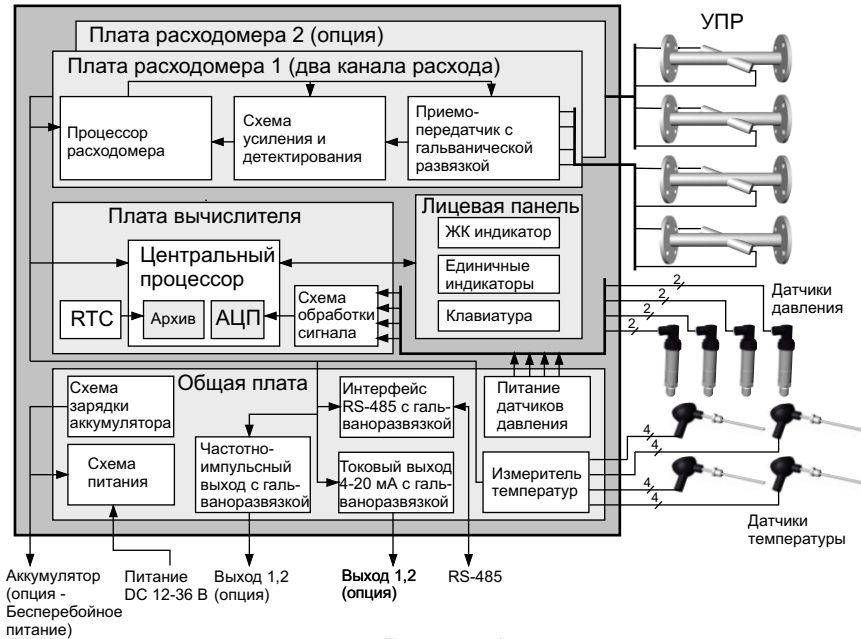 УПР
Плата расходомера 2 (опция)
Плата расходомера 1 (два канала расхода)
Процессор
расходомера
Схема
усиления и
детектирования
Приемо-
передатчик с
гальванической
развязкой
Плата вычислителя
Центральный
процессор
RTC
Архив
АЦП
Схема
обработки
сигнала
Лицевая панель
ЖК индикатор
Единичные
индикаторы
Клавиатура
2
2
2
2
Датчики
давления
Общая плата
Схема
зарядки
аккумулятора
Схема
питания
Частотно-
импульсный
выход с галь-
ваноразвязкой
Интерфейс
RS-485 с галь-
ваноразвязкой
Токовый выход
4-20 мА с галь-
ваноразвязкой
Питание
датчиков
давления
Измеритель
температур
4
4
4
4
Датчики
температуры
Аккумулятор
(опция -
Бесперебойное
питание)
Питание
DC 12-36 В
Выход 1,2
(опция)
Выход 1,2
(опция)
RS-485